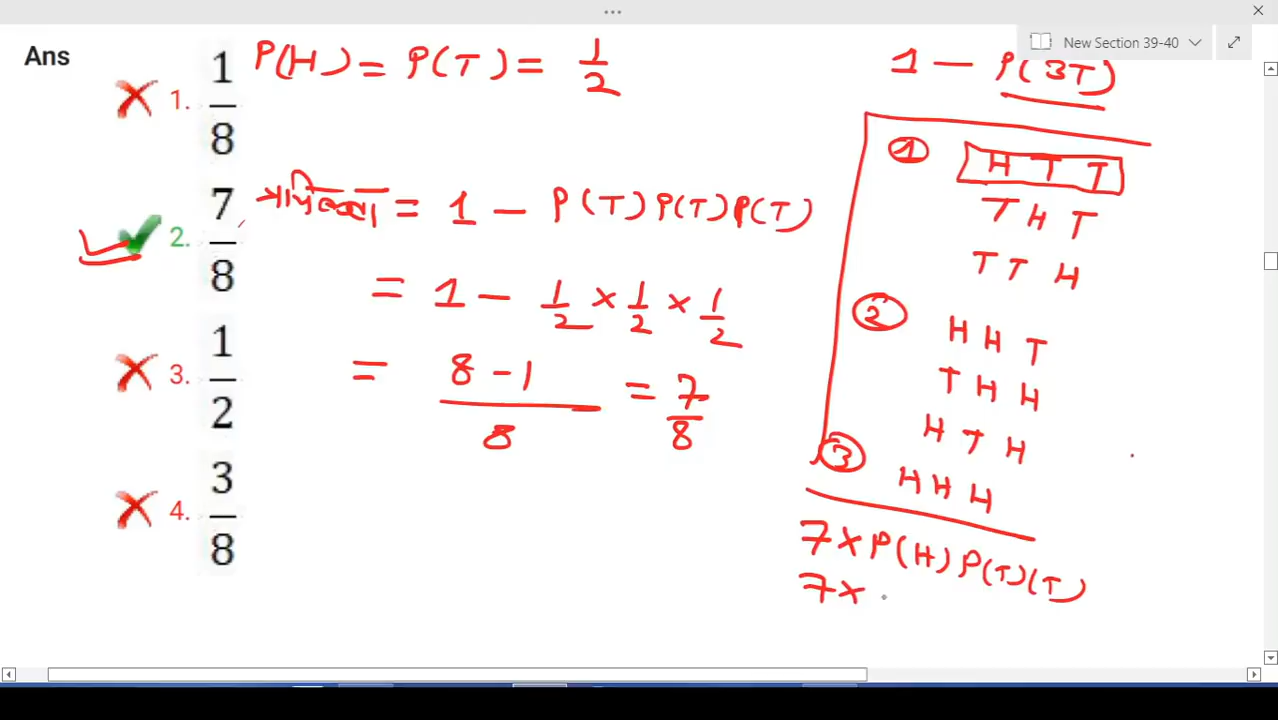 New Section 39-40
Ans
1. 1/8
2. 7/8
3. 1/2
4. 3/8
P(H) = P(T) = 1/2
= 1 - P(T) P(T) P(T)
= 1 - 1/2 × 1/2 × 1/2
= 8 - 1 / 8 = 7/8
1 - P(3T)
① H T T
T H T
T T H
② H H T
T H H
H T H
③ H H H
7 × P(H) P(T) (T)
7 ×